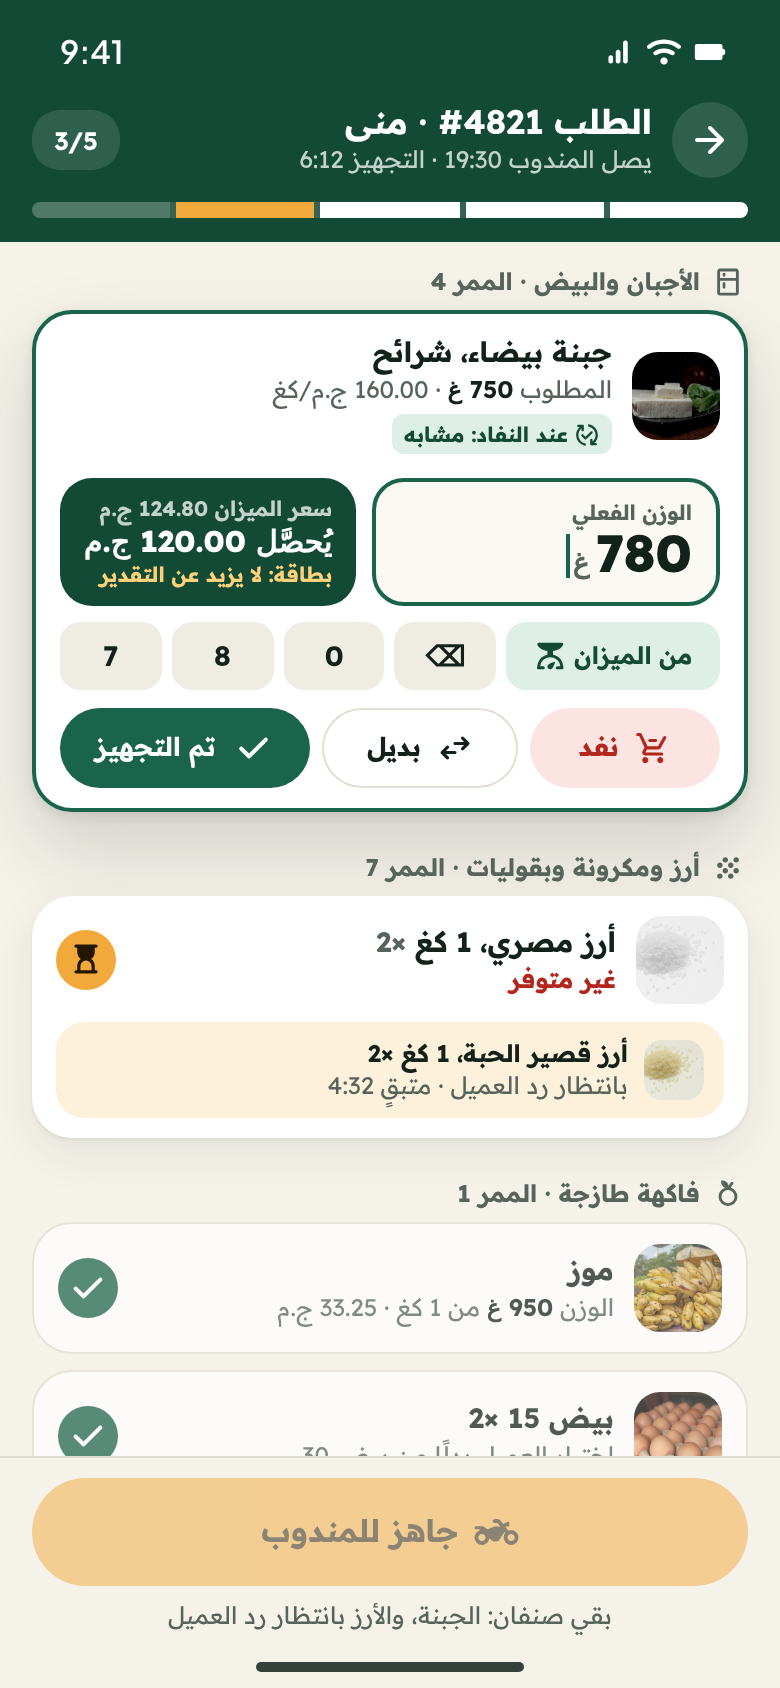 9:41
الطلب #4821 · منى
يصل المندوب 19:30 · التجهيز 6:12
3/5
الأجبان والبيض · الممر 4
جبنة بيضاء، شرائح
المطلوب 750 غ · 160.00 ج.م/كغ
عند النفاد: مشابه
الوزن الفعلي
780 غ
سعر الميزان 124.80 ج.م
يُحصَّل 120.00 ج.م
بطاقة: لا يزيد عن التقدير
من الميزان
0
8
7
نفد
بديل
تم التجهيز
أرز ومكرونة وبقوليات · الممر 7
أرز مصري، 1 كغ ×2
غير متوفر
أرز قصير الحبة، 1 كغ ×2
بانتظار رد العميل · متبقٍ 4:32
فاكهة طازجة · الممر 1
موز
الوزن 950 غ من 1 كغ · 33.25 ج.م
بيض 15 ×2
جاهز للمندوب
بقي صنفان: الجبنة، والأرز بانتظار رد العميل